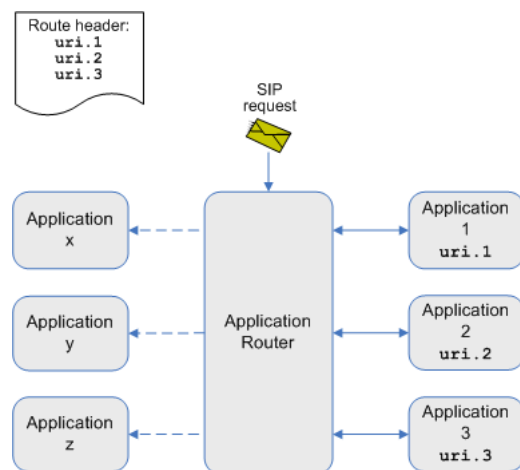 Route header:
uri.1
uri.2
uri.3
SIP
request
Application
x
Application
y
Application
z
Application
Router
Application
1
uri.1
Application
2
uri.2
Application
3
uri.3